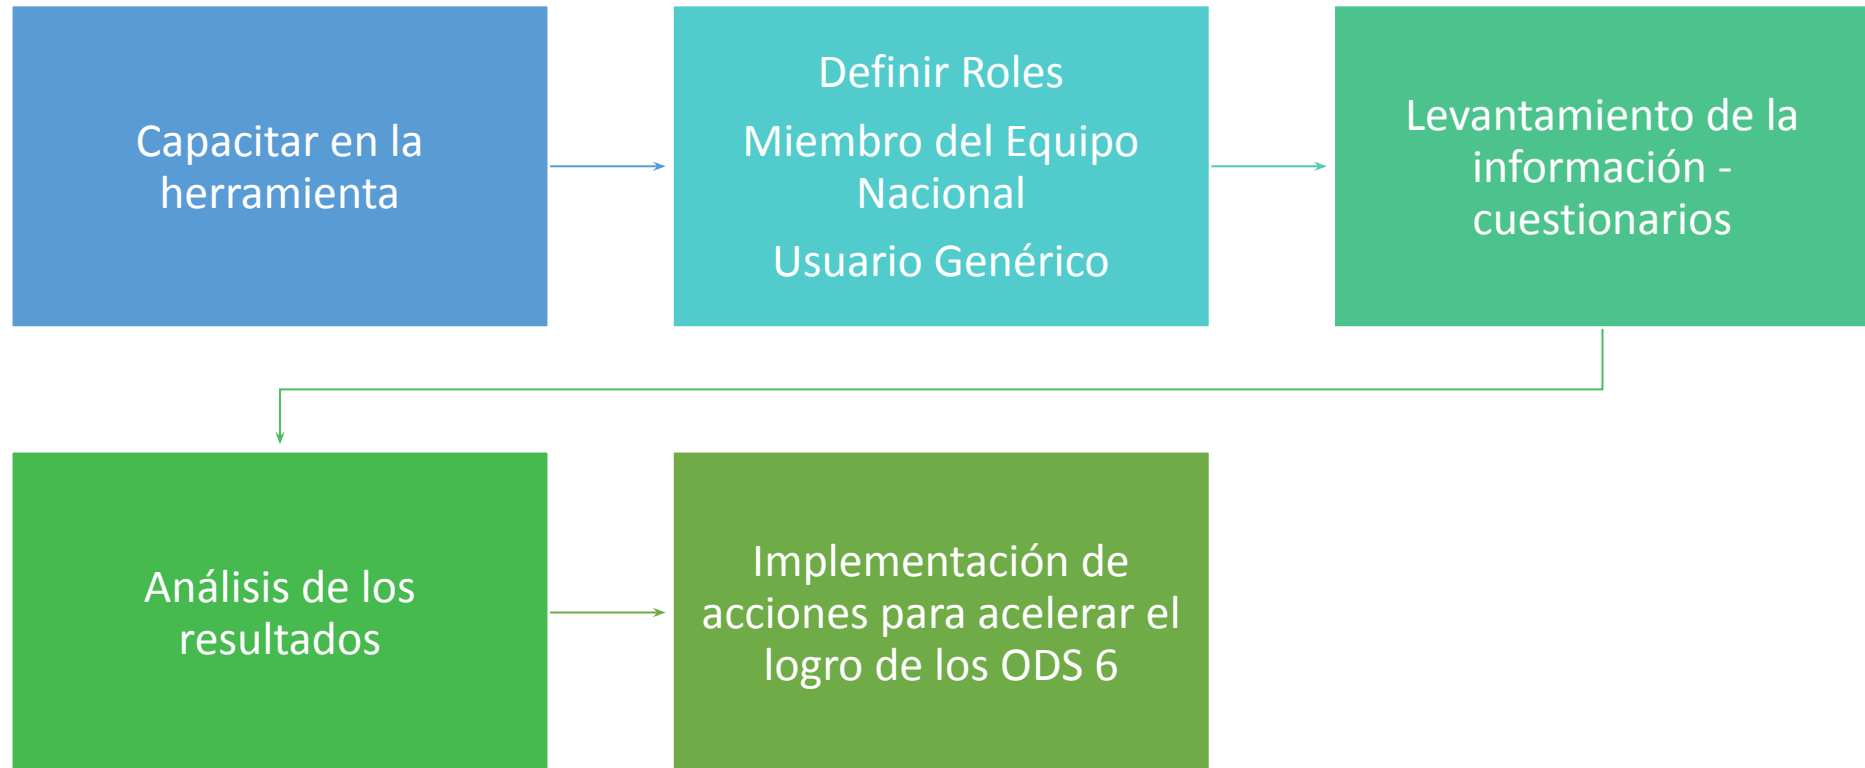 Capacitar en la
herramienta
Definir Roles
Miembro del Equipo
Nacional
Usuario Genérico
Levantamiento de la
información -
cuestionarios
Análisis de los
resultados
Implementación de
acciones para acelerar el
logro de los ODS 6